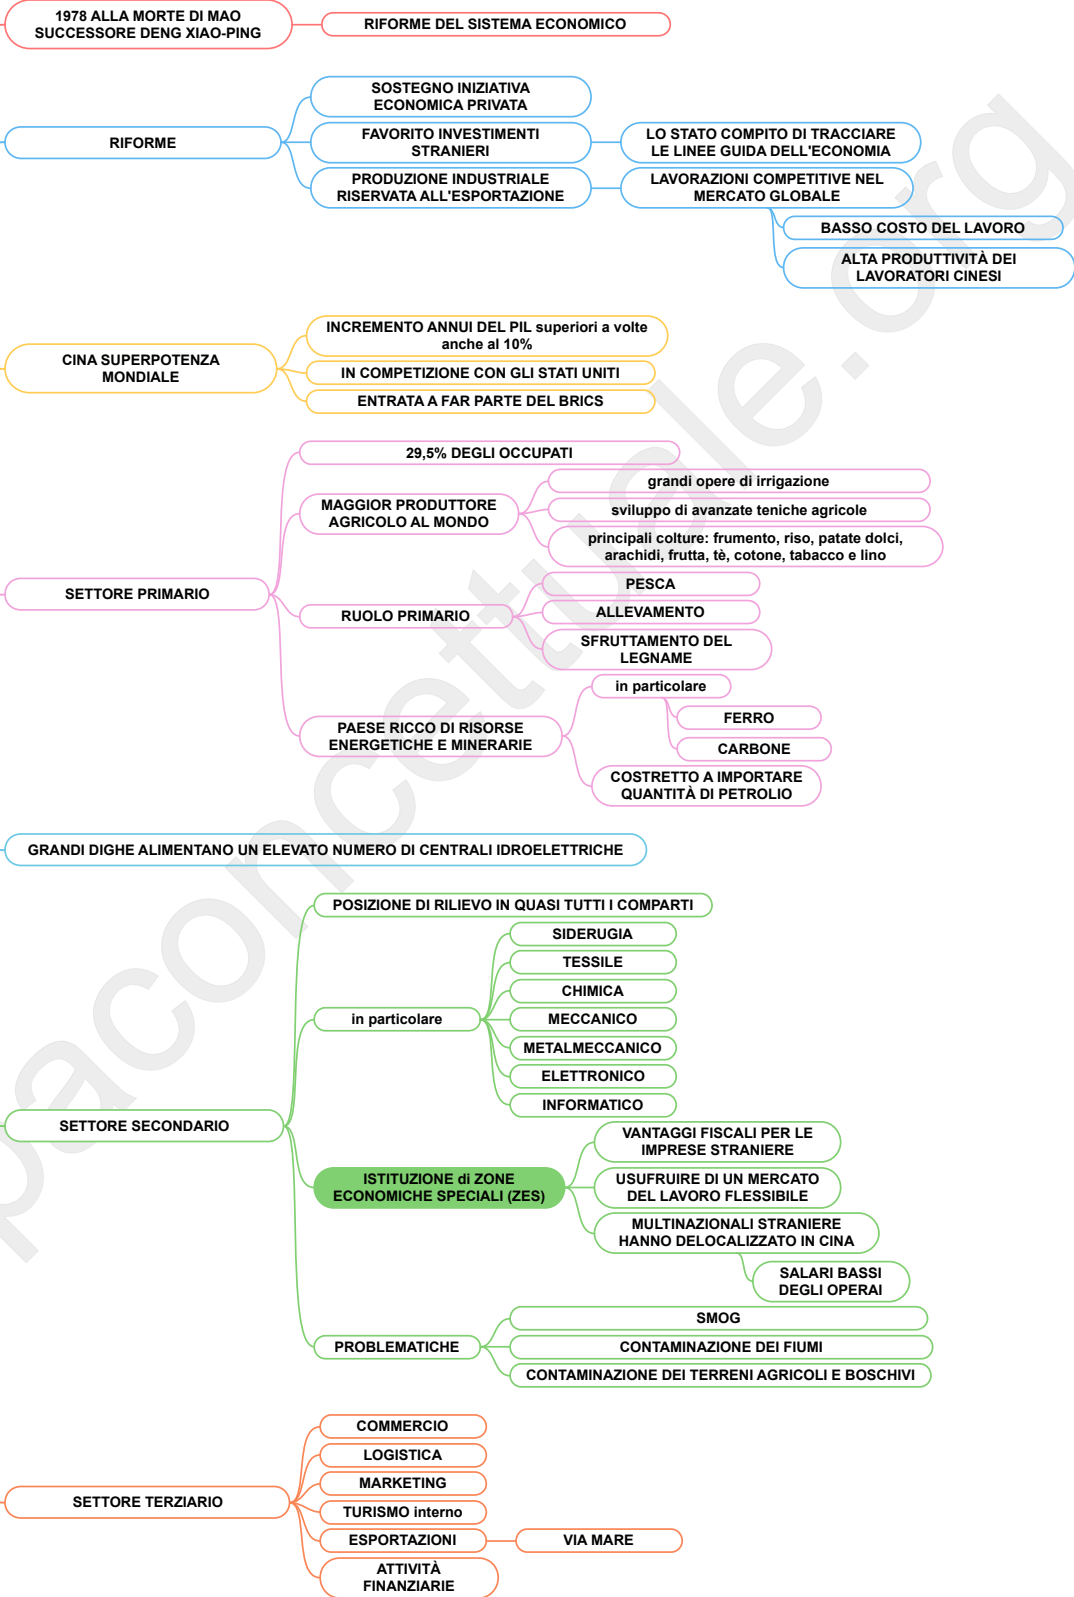 1978 ALLA MORTE DI MAO
SUCCESSORE DENG XIAO-PING
RIFORME DEL SISTEMA ECONOMICO
RIFORME
SOSTEGNO INIZIATIVA
ECONOMICA PRIVATA
FAVORITO INVESTIMENTI
STRANIERI
LO STATO COMPITO DI TRACCIARE
LE LINEE GUIDA DELL'ECONOMIA
PRODUZIONE INDUSTRIALE
RISERVATA ALL'ESPORTAZIONE
LAVORAZIONI COMPETITIVE NEL
MERCATO GLOBALE
BASSO COSTO DEL LAVORO
ALTA PRODUTTIVITÀ DEI
LAVORATORI CINESI
CINA SUPERPOTENZA
MONDIALE
INCREMENTO ANNUI DEL PIL superiori a volte
anche al 10%
IN COMPETIZIONE CON GLI STATI UNITI
ENTRATA A FAR PARTE DEL BRICS
SETTORE PRIMARIO
29,5% DEGLI OCCUPATI
MAGGIOR PRODUTTORE
AGRICOLO AL MONDO
grandi opere di irrigazione
sviluppo di avanzate teniche agricole
principali colture: frumento, riso, patate dolci,
arachidi, frutta, tè, cotone, tabacco e lino
RUOLO PRIMARIO
PESCA
ALLEVAMENTO
SFRUTTAMENTO DEL
LEGNAME
PAESE RICCO DI RISORSE
ENERGETICHE E MINERARIE
in particolare
FERRO
CARBONE
COSTRETTO A IMPORTARE
QUANTITÀ DI PETROLIO
GRANDI DIGHE ALIMENTANO UN ELEVATO NUMERO DI CENTRALI IDROELETTRICHE
SETTORE SECONDARIO
POSIZIONE DI RILIEVO IN QUASI TUTTI I COMPARTI
in particolare
SIDERUGIA
TESSILE
CHIMICA
MECCANICO
METALMECCANICO
ELETTRONICO
INFORMATICO
ISTITUZIONE di ZONE
ECONOMICHE SPECIALI (ZES)
VANTAGGI FISCALI PER LE
IMPRESE STRANIERE
USUFRUIRE DI UN MERCATO
DEL LAVORO FLESSIBILE
MULTINAZIONALI STRANIERE
HANNO DELOCALIZZATO IN CINA
SALARI BASSI
DEGLI OPERAI
PROBLEMATICHE
SMOG
CONTAMINAZIONE DEI FIUMI
CONTAMINAZIONE DEI TERRENI AGRICOLI E BOSCHIVI
SETTORE TERZIARIO
COMMERCIO
LOGISTICA
MARKETING
TURISMO interno
ESPORTAZIONI
VIA MARE
ATTIVITÀ
FINANZIARIE
paconcettuale.org